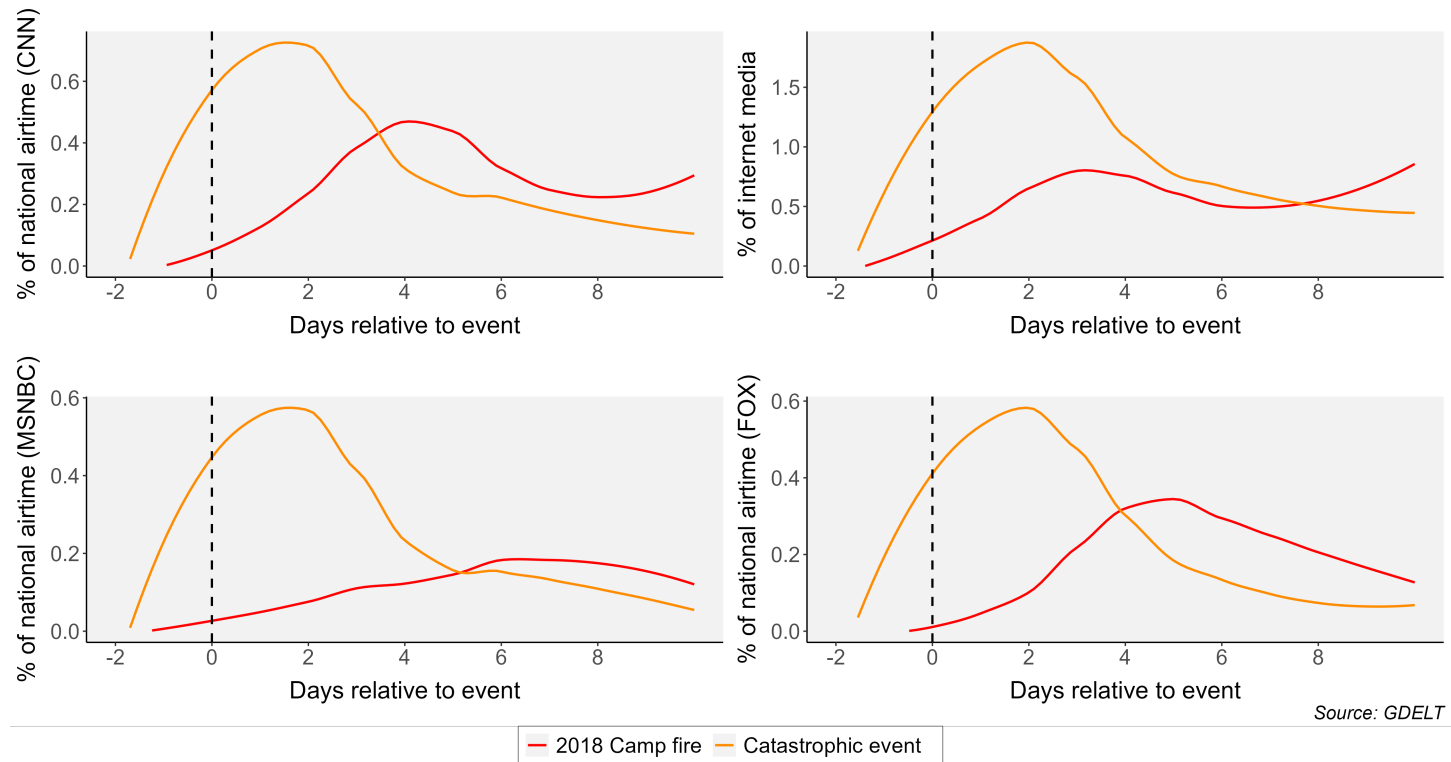 % of national airtime (CNN)
0.6
0.4
0.2
0.0
-2 0 2 4 6 8
Days relative to event
% of internet media
1.5
1.0
0.5
0.0
-2 0 2 4 6 8
Days relative to event
% of national airtime (MSNBC)
0.6
0.4
0.2
0.0
-2 0 2 4 6 8
Days relative to event
% of national airtime (FOX)
0.6
0.4
0.2
0.0
-2 0 2 4 6 8
Days relative to event
Source: GDELT
2018 Camp fire Catastrophic event